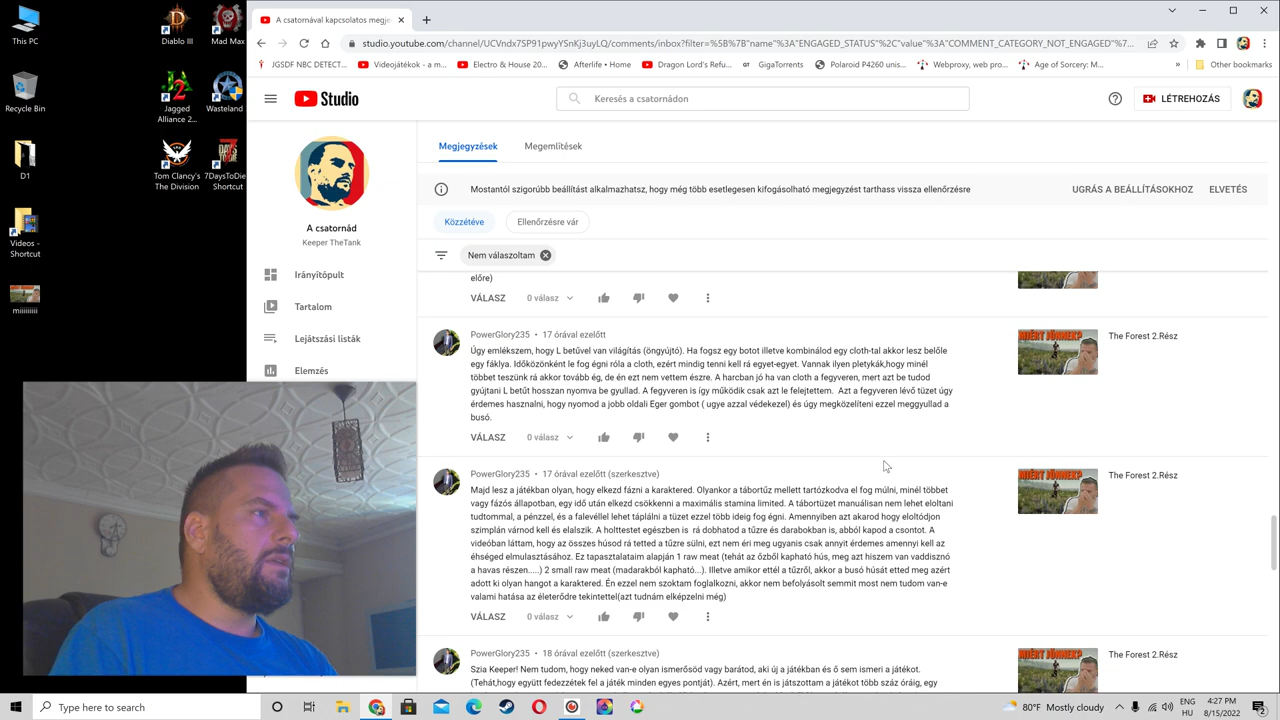 This PC
Recycle Bin
D1
Videos -
Shortcut
miiiiiiiii
Diablo III
Mad Max
Jagged
Alliance 2...
Wasteland
Tom Clancy's
The Division
7DaysToDie
Shortcut
A csatornával kapcsolatos megje
studio.youtube.com/channel/UCVndx7SP91pwyYSnKj3uyLQ/comments/inbox?filter=%5B%7B"name"%3A"ENGAGED_STATUS"%2C"value"%3A"COMMENT_CATEGORY_NOT_ENGAGED"%7...
JGSDF NBC DETECT...
Videojátékok - a m...
Electro & House 20...
Afterlife • Home
Dragon Lord's Refu...
GT GigaTorrents
Polaroid P4260 unis...
Webproxy, web pro...
Age of Sorcery: M...
»
Other bookmarks
Studio
Keresés a csatornádon
LÉTREHOZÁS
A csatornád
Keeper TheTank
Irányítópult
Tartalom
Lejátszási listák
Elemzés
Megjegyzések
Megemlítések
Mostantól szigorúbb beállítást alkalmazhatsz, hogy még több esetlegesen kifogásolható megjegyzést tarthass vissza ellenőrzésre
UGRÁS A BEÁLLÍTÁSOKHOZ
ELVETÉS
Közzétéve
Ellenőrzésre vár
Nem válaszoltam
előre)
VÁLASZ
0 válasz
PowerGlory235 • 17 órával ezelőtt
Úgy emlékszem, hogy L betűvel van világítás (öngyújtó). Ha fogsz egy botot illetve kombinálod egy cloth-tal akkor lesz belőle
egy fáklya. Időközönként le fog égni róla a cloth, ezért mindig tenni kell rá egyet-egyet. Vannak ilyen pletykák,hogy minél
többet teszünk rá akkor tovább ég, de én ezt nem vettem észre. A harcban jó ha van cloth a fegyveren, mert azt be tudod
gyújtani L betűt hosszan nyomva be gyullad. A fegyveren is így működik csak azt le felejtettem. Azt a fegyveren lévő tüzet úgy
érdemes hasznalni, hogy nyomod a jobb oldali Eger gombot ( ugye azzal védekezel) és úgy megközelíteni ezzel meggyullad a
busó.
VÁLASZ
0 válasz
MIÉRT JÖNNEK?
The Forest 2.Rész
PowerGlory235 • 17 órával ezelőtt (szerkesztve)
Majd lesz a játékban olyan, hogy elkezd fázni a karaktered. Olyankor a tábortűz mellett tartózkodva el fog múlni, minél többet
vagy fázós állapotban, egy idő után elkezd csökkenni a maximális stamina limited. A tábortüzet manuálisan nem lehet eloltani
tudtommal, a pénzzel, és a falevéllel lehet táplálni a tüzet ezzel több ideig fog égni. Amennyiben azt akarod hogy eloltódjon
szimplán várnod kell és elalszik. A holttestet egészben is rá dobhatod a tűzre és darabokban is, abból kapod a csontot. A
videóban láttam, hogy az összes húsod rá tetted a tűzre sülni, ezt nem éri meg ugyanis csak annyit érdemes amennyi kell az
éhséged elmulasztásához. Ez tapasztalataim alapján 1 raw meat (tehát az őzből kapható hús, meg azt hiszem van vaddisznó
a havas részen.....) 2 small raw meat (madarakból kapható...). Illetve amikor ettél a tűzről, akkor a busó húsát etted meg azért
adott ki olyan hangot a karaktered. Én ezzel nem szoktam foglalkozni, akkor nem befolyásolt semmit most nem tudom van-e
valami hatása az életerődre tekintettel(azt tudnám elképzelni még)
VÁLASZ
0 válasz
MIÉRT JÖNNEK?
The Forest 2.Rész
PowerGlory235 • 18 órával ezelőtt (szerkesztve)
Szia Keeper! Nem tudom, hogy neked van-e olyan ismerősöd vagy barátod, aki új a játékban és ő sem ismeri a játékot.
(Tehát,hogy együtt fedezzétek fel a játék minden egyes pontját). Azért, mert én is játszottam a játékot több száz óráig, egy
MIÉRT JÖNNEK?
The Forest 2.Rész
Type here to search
80°F Mostly cloudy
ENG
HU
4:27 PM
8/15/2022
2